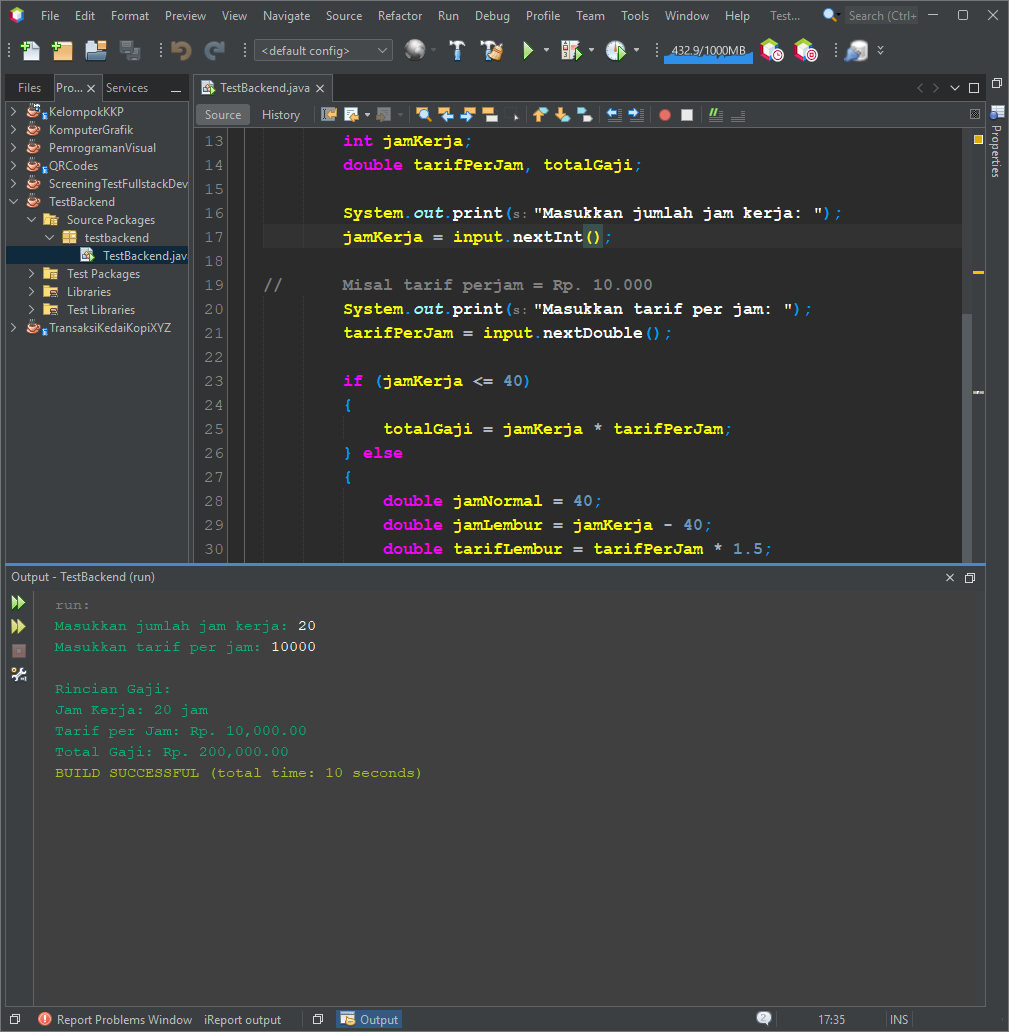 File Edit Format Preview View Navigate Source Refactor Run Debug Profile Team Tools Window Help Test... Search (Ctrl+
<default config> 432.9/1000MB
Files Pro... Services
TestBackend.java
Source History
KelompokKKP
KomputerGrafik
PemrogramanVisual
QRCodes
ScreeningTestFullstackDev
TestBackend
Source Packages
testbackend
TestBackend.jav
Test Packages
Libraries
Test Libraries
TransaksiKedaiKopiXYZ
13 int jamKerja;
14 double tarifPerJam, totalGaji;
15
16 System.out.print(s: "Masukkan jumlah jam kerja: ");
17 jamKerja = input.nextInt();
18
19 // Misal tarif perjam = Rp. 10.000
20 System.out.print(s: "Masukkan tarif per jam: ");
21 tarifPerJam = input.nextDouble();
22
23 if (jamKerja <= 40)
24 {
25 totalGaji = jamKerja * tarifPerJam;
26 } else
27 {
28 double jamNormal = 40;
29 double jamLembur = jamKerja - 40;
30 double tarifLembur = tarifPerJam * 1.5;
Properties
Output - TestBackend (run)
run:
Masukkan jumlah jam kerja: 20
Masukkan tarif per jam: 10000
Rincian Gaji:
Jam Kerja: 20 jam
Tarif per Jam: Rp. 10,000.00
Total Gaji: Rp. 200,000.00
BUILD SUCCESSFUL (total time: 10 seconds)
Report Problems Window iReport output Output 2 17:35 INS